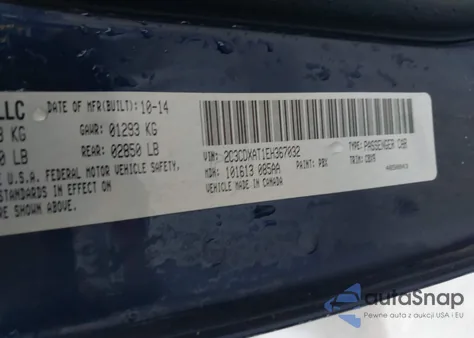 LLC DATE OF MFR(BUILT): 10-14
KG GAWR: 01293 KG
LB REAR: 02850 LB
U.S.A. FEDERAL MOTOR VEHICLE SAFETY,
STANDARDS IN EFFECT
RE SHOWN ABOVE.
VIN: 2C3CDXAT1EH367032 TYPE: PASSENGER CAR
MDH: 101613 085AA PAINT: PBX TRIM: CDX9
VEHICLE MADE IN CANADA
autoSnap
Pewne auta z aukcji USA i EU